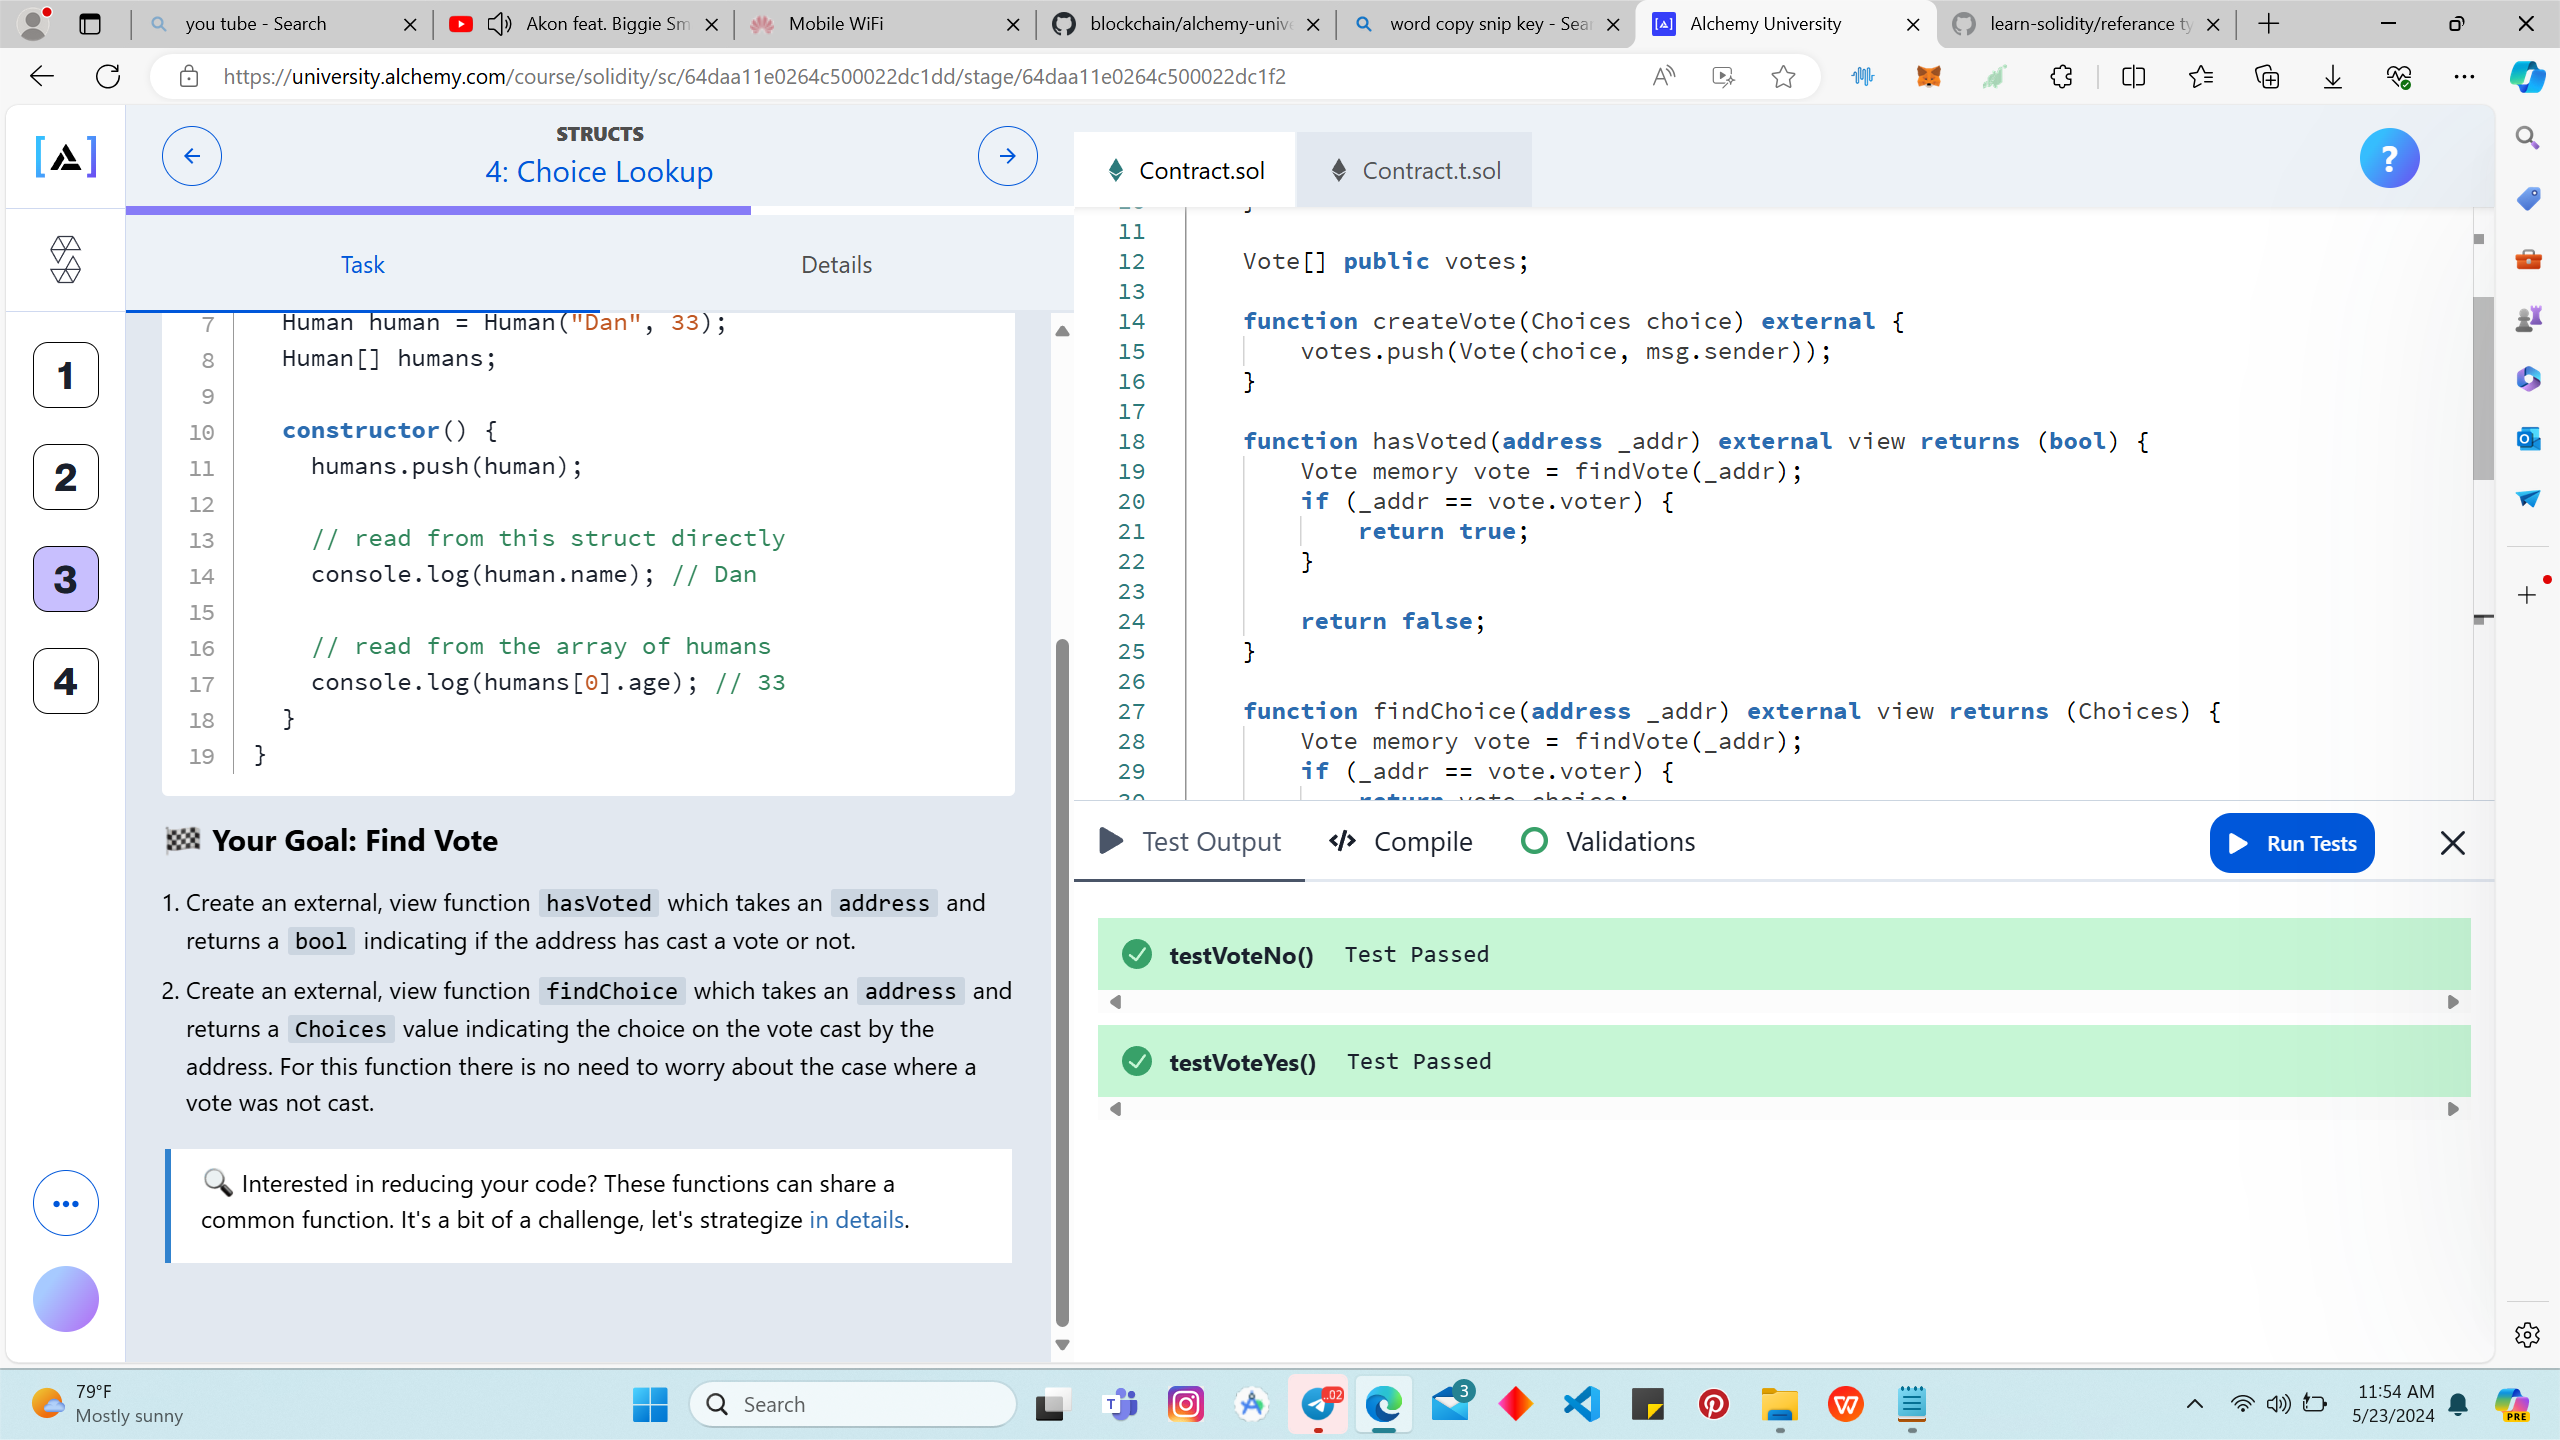 you tube - Search
Akon feat. Biggie Sm
Mobile WiFi
blockchain/alchemy-unive
word copy snip key - Sear
Alchemy University
learn-solidity/referance ty
https://university.alchemy.com/course/solidity/sc/64daa11e0264c500022dc1dd/stage/64daa11e0264c500022dc1f2
STRUCTS
4: Choice Lookup
Task
Details
1
2
3
4
7 Human human = Human("Dan", 33);
8 Human[] humans;
9
10 constructor() {
11 humans.push(human);
12
13 // read from this struct directly
14 console.log(human.name); // Dan
15
16 // read from the array of humans
17 console.log(humans[0].age); // 33
18 }
19 }
Your Goal: Find Vote
1. Create an external, view function hasVoted which takes an address and
returns a bool indicating if the address has cast a vote or not.
2. Create an external, view function findChoice which takes an address and
returns a Choices value indicating the choice on the vote cast by the
address. For this function there is no need to worry about the case where a
vote was not cast.
Interested in reducing your code? These functions can share a
common function. It's a bit of a challenge, let's strategize in details.
Contract.sol
Contract.t.sol
?
11
12 Vote[] public votes;
13
14 function createVote(Choices choice) external {
15 votes.push(Vote(choice, msg.sender));
16 }
17
18 function hasVoted(address _addr) external view returns (bool) {
19 Vote memory vote = findVote(_addr);
20 if (_addr == vote.voter) {
21 return true;
22 }
23
24 return false;
25 }
26
27 function findChoice(address _addr) external view returns (Choices) {
28 Vote memory vote = findVote(_addr);
29 if (_addr == vote.voter) {
30 return vote.choice;
Test Output
Compile
Validations
Run Tests
testVoteNo() Test Passed
testVoteYes() Test Passed
79°F
Mostly sunny
Search
..02
3
11:54 AM
5/23/2024
PRE